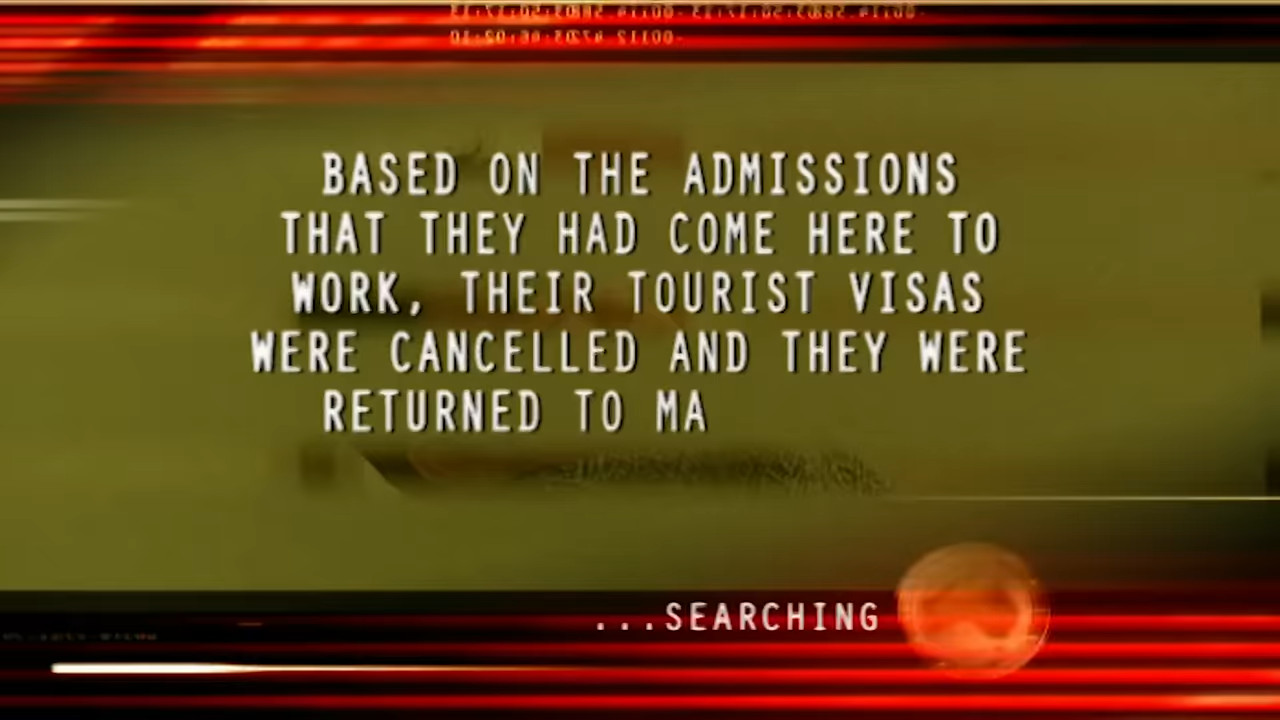 BASED ON THE ADMISSIONS
THAT THEY HAD COME HERE TO
WORK, THEIR TOURIST VISAS
WERE CANCELLED AND THEY WERE
RETURNED TO MA
...SEARCHING